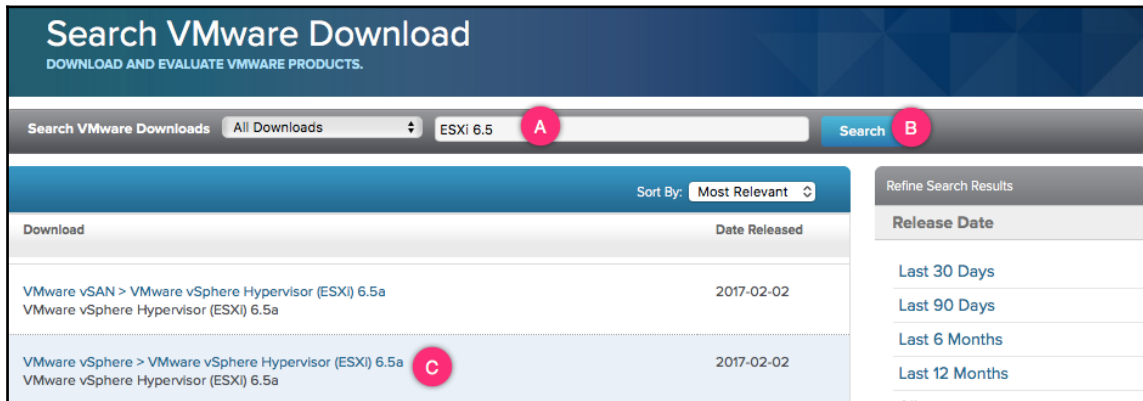 Search VMware Download
DOWNLOAD AND EVALUATE VMWARE PRODUCTS.
Search VMware Downloads All Downloads ESXi 6.5 A Search B
Sort By: Most Relevant
Refine Search Results
Download Date Released
Release Date
VMware vSAN > VMware vSphere Hypervisor (ESXi) 6.5a 2017-02-02
VMware vSphere Hypervisor (ESXi) 6.5a
VMware vSphere > VMware vSphere Hypervisor (ESXi) 6.5a C 2017-02-02
VMware vSphere Hypervisor (ESXi) 6.5a
Last 30 Days
Last 90 Days
Last 6 Months
Last 12 Months